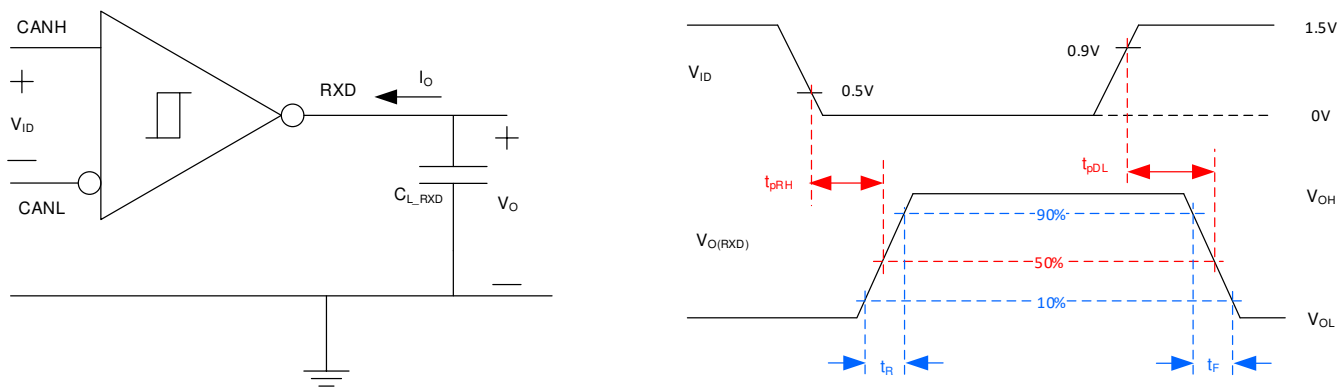 CANH
+
V_ID
—
CANL
RXD
I_O
C_L_RXD
+
V_O
—
V_ID
0.5V
0.9V
1.5V
0V
t_pRH
t_pDL
V_O(RXD)
90%
50%
10%
V_OH
V_OL
t_R
t_F